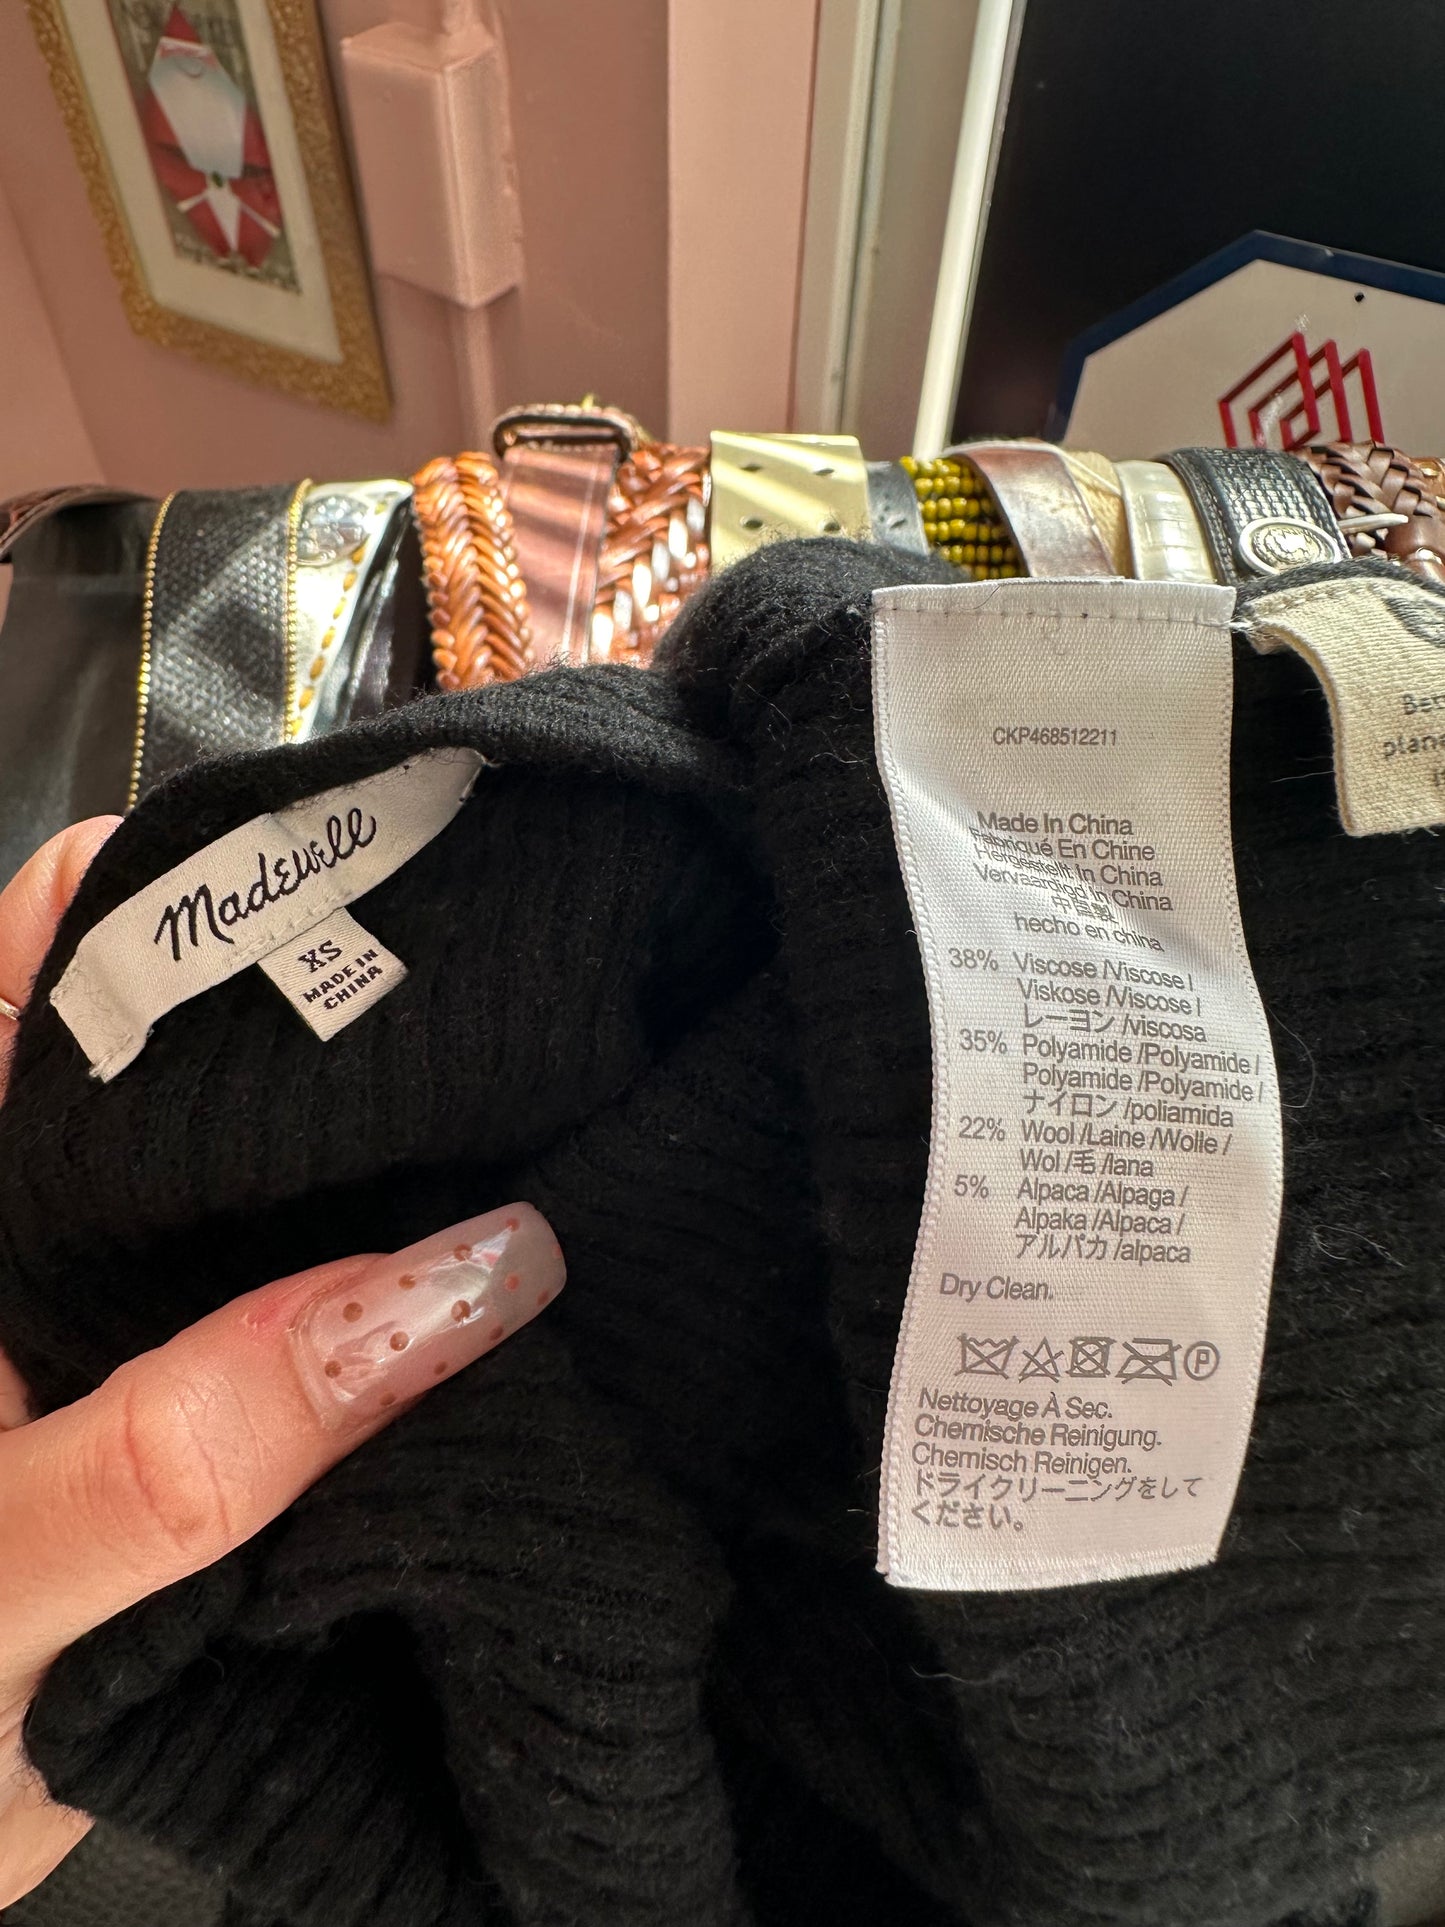 Madewell
XS
MADE IN
CHINA
CKP468512211
Made In China
Fabriqué En Chine
Hergestellt In China
Vervaardigd In China
中国製
hecho en china
38% Viscose /Viscose /
Viskose /Viscose /
レーヨン /viscosa
35% Polyamide /Polyamide /
Polyamide /Polyamide /
ナイロン /poliamida
22% Wool /Laine /Wolle /
Wol /毛 /lana
5% Alpaca /Alpaga /
Alpaka /Alpaca /
アルパカ /alpaca
Dry Clean.
P
Nettoyage À Sec.
Chemische Reinigung.
Chemisch Reinigen.
ドライクリーニングをして
ください。